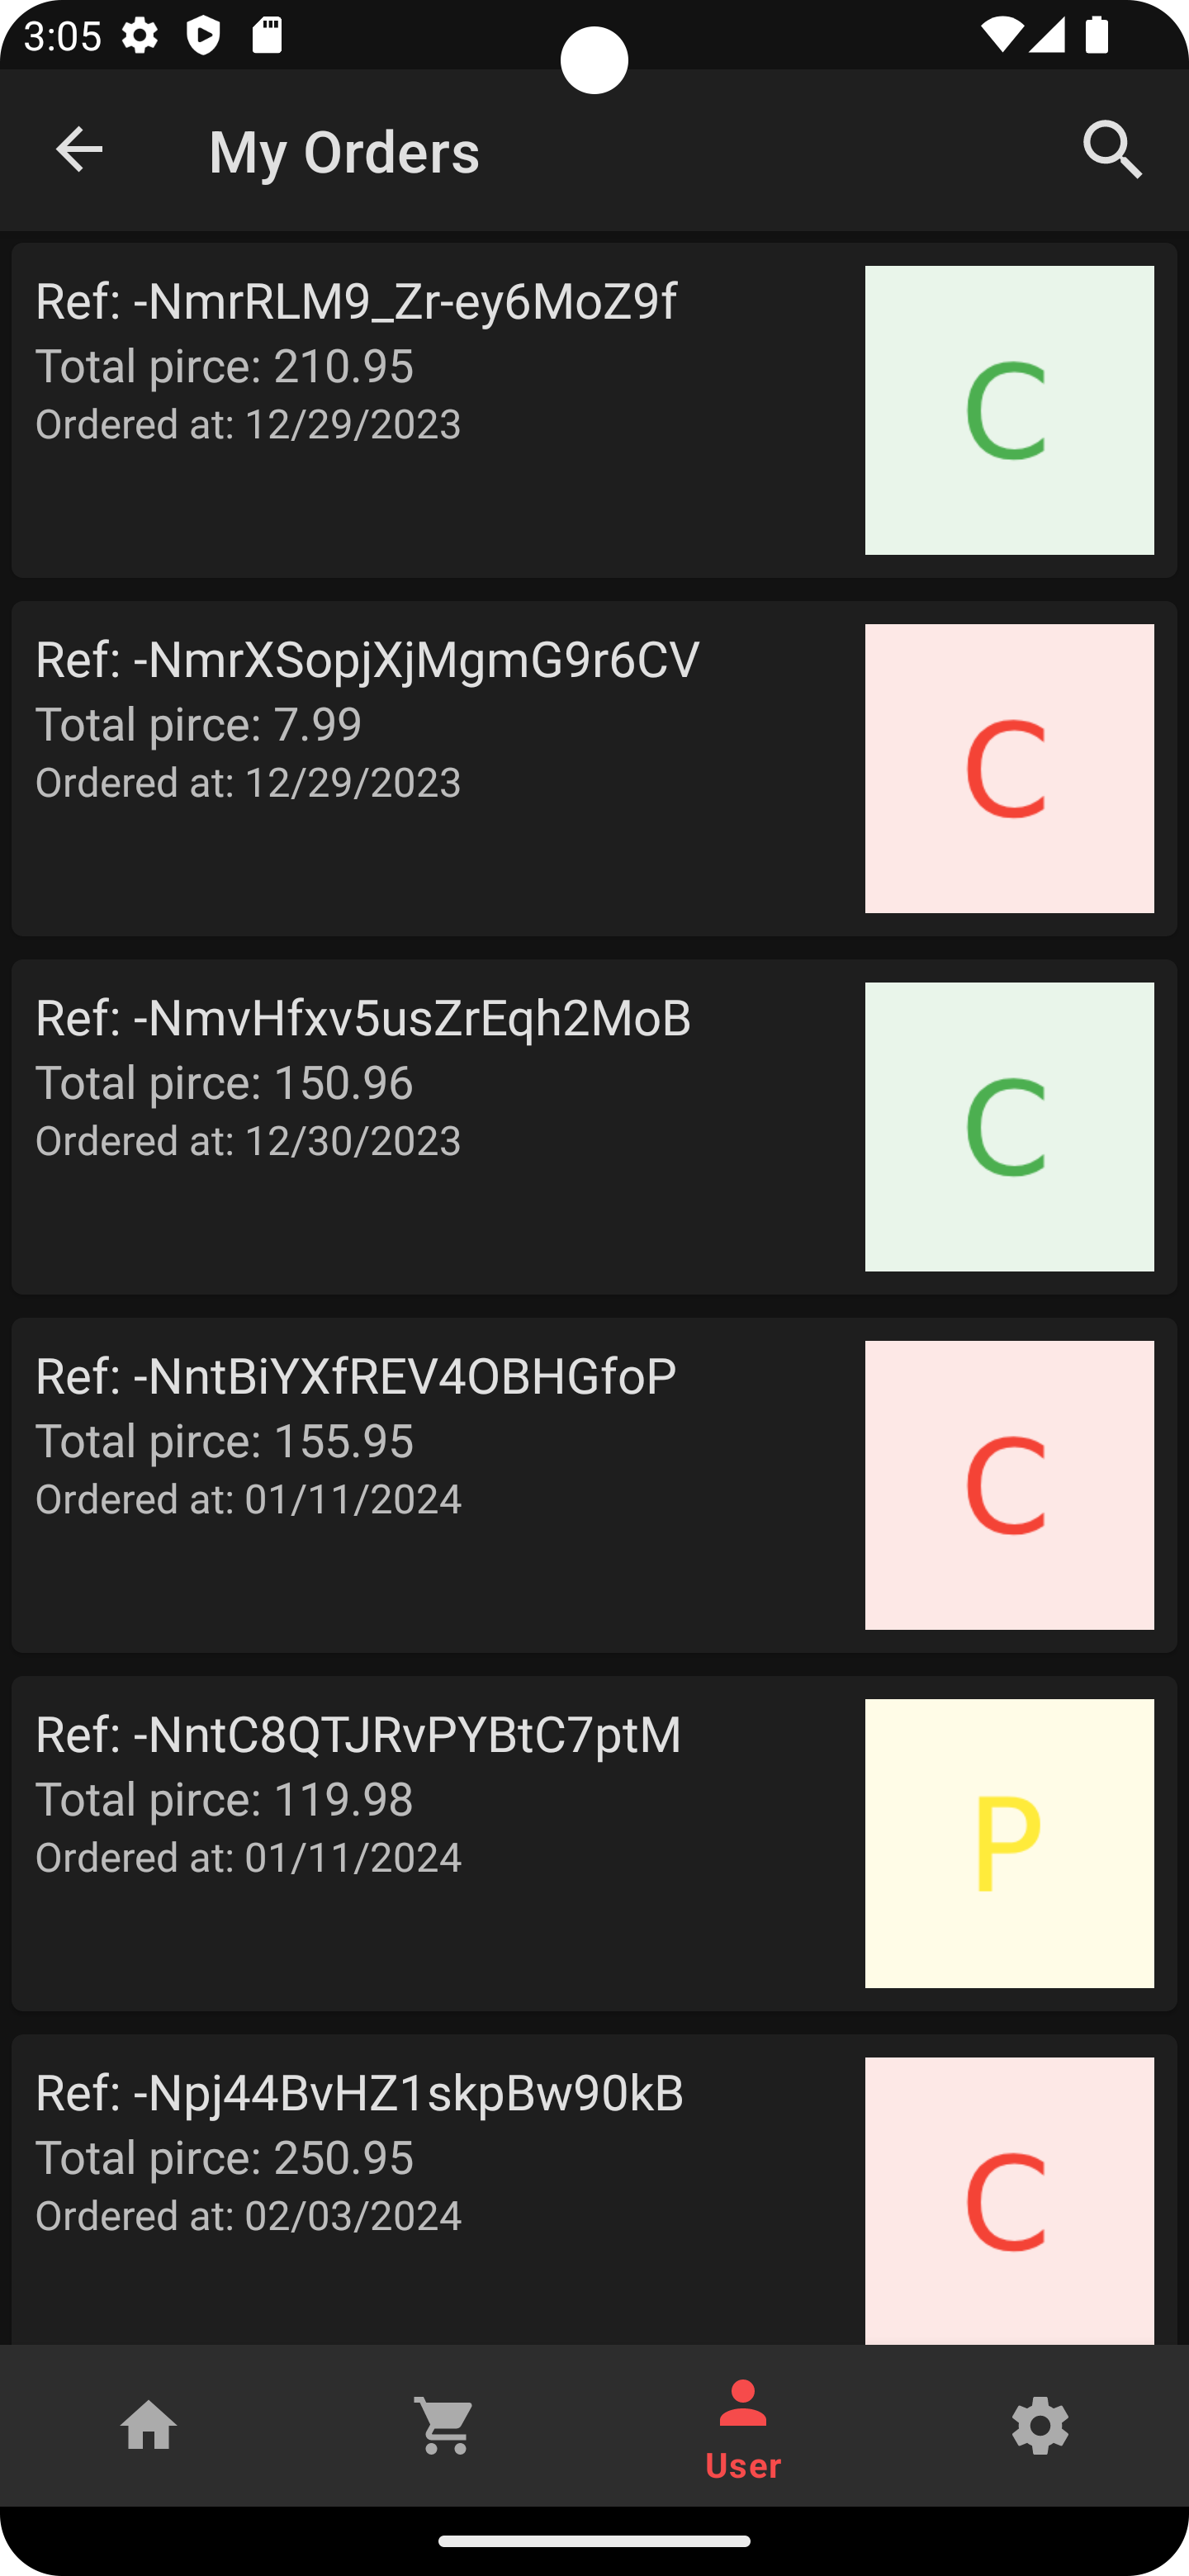 3:05
My Orders
Ref: -NmrRLM9_Zr-ey6MoZ9f
Total pirce: 210.95
Ordered at: 12/29/2023
C
Ref: -NmrXSopjXjMgmG9r6CV
Total pirce: 7.99
Ordered at: 12/29/2023
C
Ref: -NmvHfxv5usZrEqh2MoB
Total pirce: 150.96
Ordered at: 12/30/2023
C
Ref: -NntBiYXfREV4OBHGfoP
Total pirce: 155.95
Ordered at: 01/11/2024
C
Ref: -NntC8QTJRvPYBtC7ptM
Total pirce: 119.98
Ordered at: 01/11/2024
P
Ref: -Npj44BvHZ1skpBw90kB
Total pirce: 250.95
Ordered at: 02/03/2024
C
User